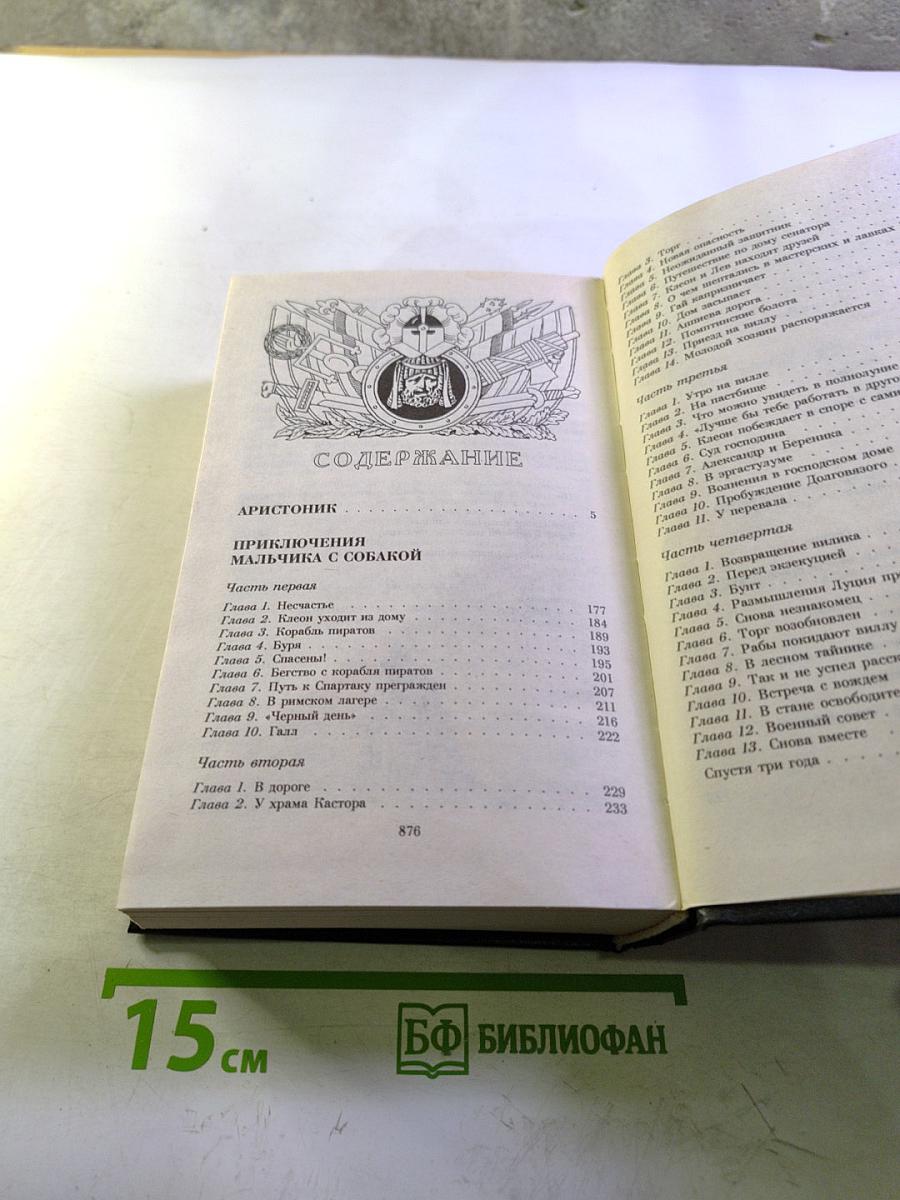 СОДЕРЖАНИЕ
АРИСТОНИК . . . . . . . . . . 5
ПРИКЛЮЧЕНИЯ
МАЛЬЧИКА С СОБАКОЙ
Часть первая
Глава 1. Несчастье . . . . . . . . . . 177
Глава 2. Клеон уходит из дому . . . . . . . . . . 184
Глава 3. Корабль пиратов . . . . . . . . . . 189
Глава 4. Буря . . . . . . . . . . 193
Глава 5. Спасены! . . . . . . . . . . 195
Глава 6. Бегство с корабля пиратов . . . . . . . . . . 201
Глава 7. Путь к Спартаку прегражден . . . . . . . . . . 207
Глава 8. В римском лагере . . . . . . . . . . 211
Глава 9. «Черный день» . . . . . . . . . . 216
Глава 10. Галл . . . . . . . . . . 222
Часть вторая
Глава 1. В дороге . . . . . . . . . . 229
Глава 2. У храма Кастора . . . . . . . . . . 233
876
Глава 3. Торг
Глава 4. Новая опасность
Глава 5. Неожиданный защитник
Глава 6. Путешествие по дому сенатора
Глава 7. Клеон и Лев находят друзей
Глава 8. О чем шептались в мастерских и лавках
Глава 9. Гай капризничает
Глава 10. Дом засыпает
Глава 11. Аппиева дорога
Глава 12. Помптинские болота
Глава 13. Приезд на виллу
Глава 14. Молодой хозяин распоряжается
Часть третья
Глава 1. Утро на вилле
Глава 2. На пастбище
Глава 3. Что можно увидеть в полнолуние
Глава 4. «Лучше бы тебе работать в друго
Глава 5. Клеон побеждает в споре с сами
Глава 6. Суд господина
Глава 7. Александр и Береника
Глава 8. В эргастулуме
Глава 9. Волнения в господском доме
Глава 10. Пробуждение Долговязого
Глава 11. У перевала
Часть четвертая
Глава 1. Возвращение вилика
Глава 2. Перед экзекуцией
Глава 3. Бунт
Глава 4. Размышления Луция пр
Глава 5. Снова незнакомец
Глава 6. Торг возобновлен
Глава 7. Рабы покидают виллу
Глава 8. В лесном тайнике
Глава 9. Так и не успел расск
Глава 10. Встреча с вождем
Глава 11. В стане освободите
Глава 12. Военный совет
Глава 13. Снова вместе
Спустя три года
15 см
БФ БИБЛИОФАН